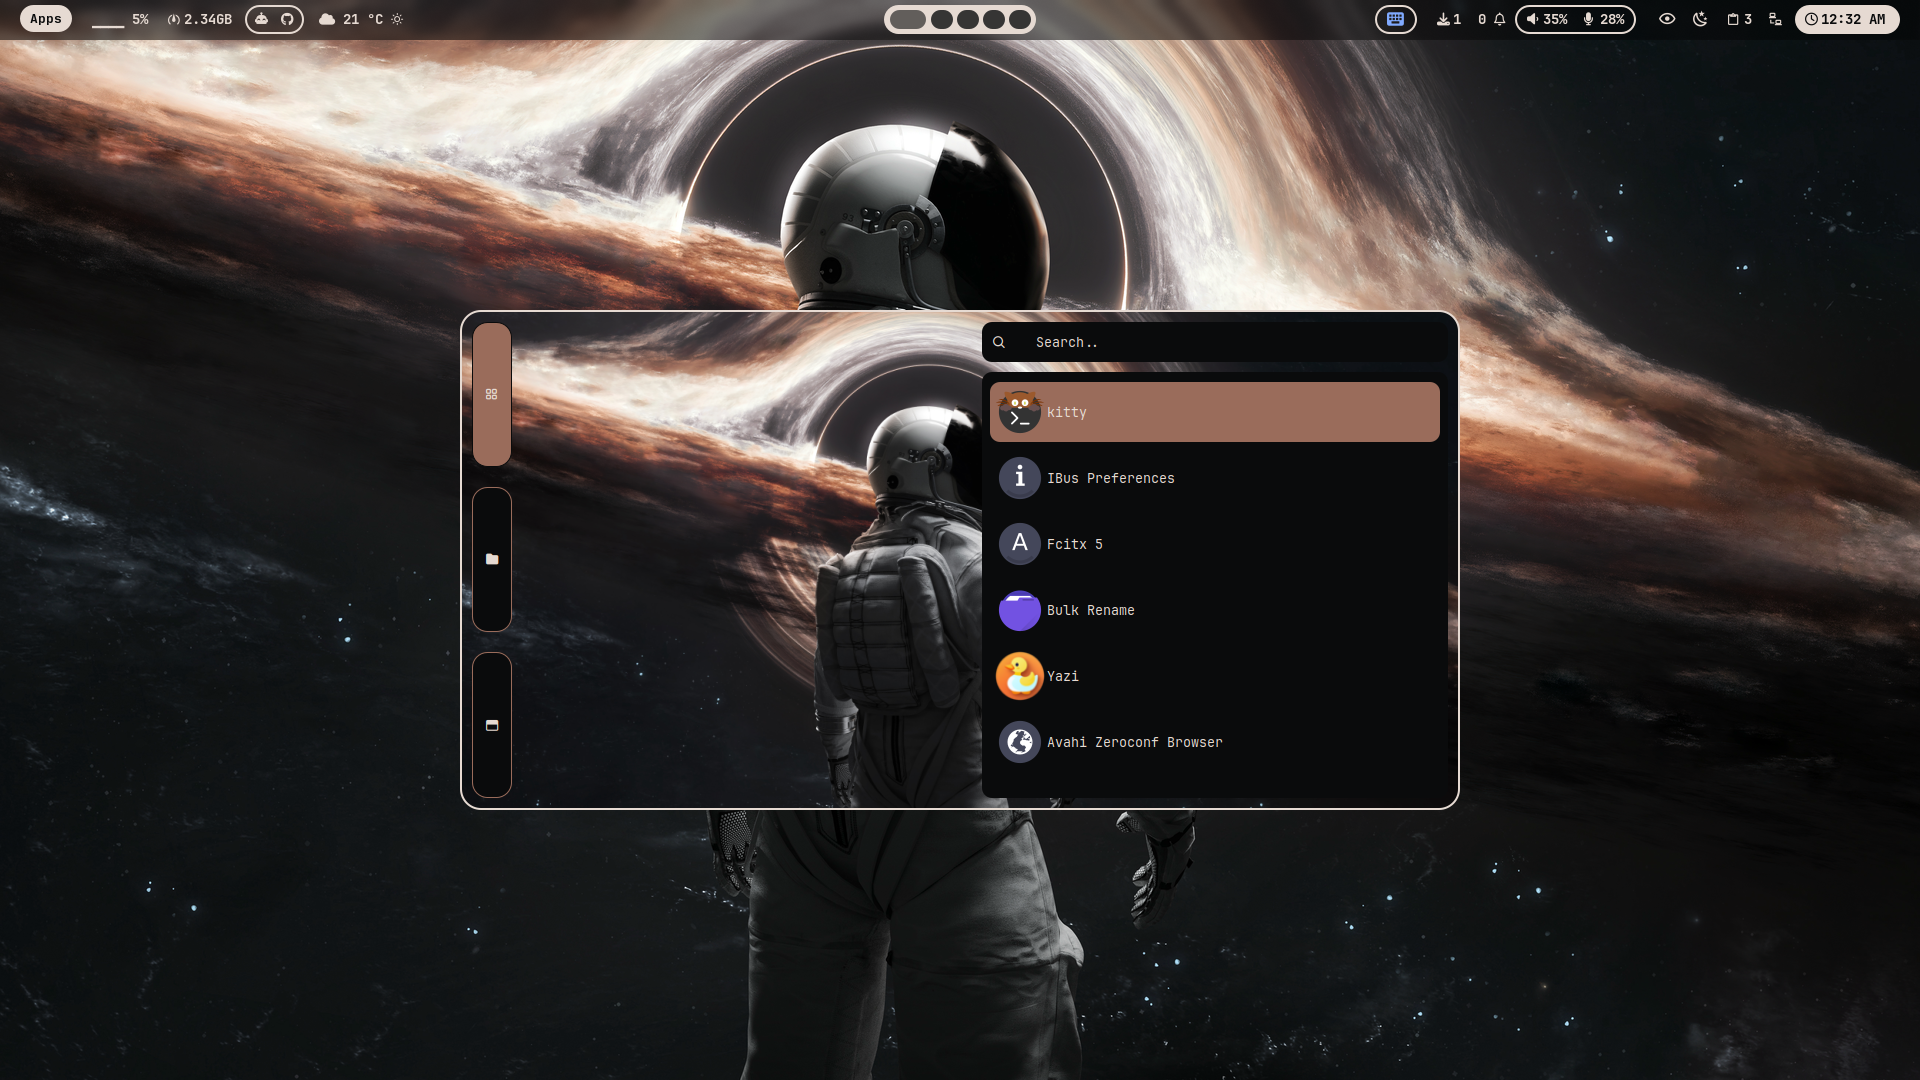 Apps 5% 2.34GB 21 °C 1 0 35% 28% 3 12:32 AM
Search..
kitty
IBus Preferences
A Fcitx 5
Bulk Rename
Yazi
Avahi Zeroconf Browser